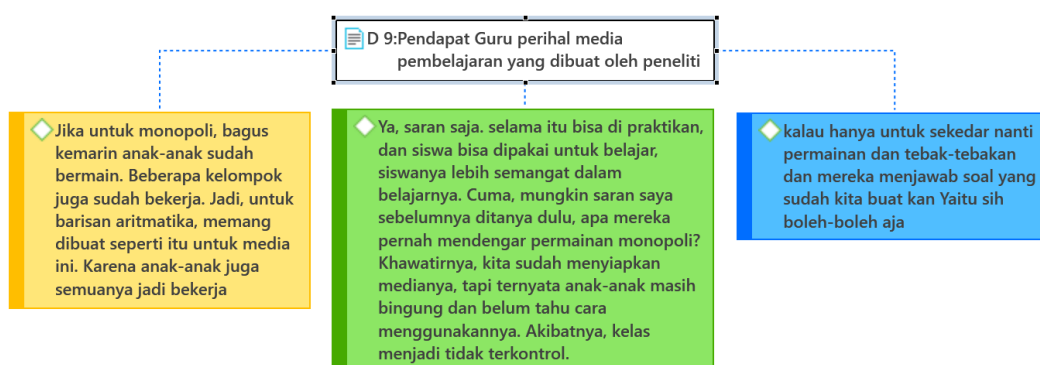 D 9:Pendapat Guru perihal media
pembelajaran yang dibuat oleh peneliti
Jika untuk monopoli, bagus
kemarin anak-anak sudah
bermain. Beberapa kelompok
juga sudah bekerja. Jadi, untuk
barisan aritmatika, memang
dibuat seperti itu untuk media
ini. Karena anak-anak juga
semuanya jadi bekerja
Ya, saran saja. selama itu bisa di praktikan,
dan siswa bisa dipakai untuk belajar,
siswanya lebih semangat dalam
belajarnya. Cuma, mungkin saran saya
sebelumnya ditanya dulu, apa mereka
pernah mendengar permainan monopoli?
Khawatirnya, kita sudah menyiapkan
medianya, tapi ternyata anak-anak masih
bingung dan belum tahu cara
menggunakannya. Akibatnya, kelas
menjadi tidak terkontrol.
kalau hanya untuk sekedar nanti
permainan dan tebak-tebakan
dan mereka menjawab soal yang
sudah kita buat kan Yaitu sih
boleh-boleh aja